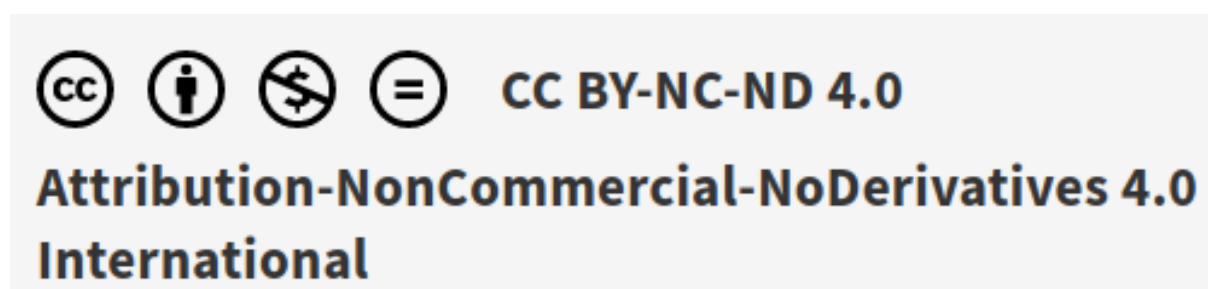 cc $ = CC BY-NC-ND 4.0
Attribution-NonCommercial-NoDerivatives 4.0
International